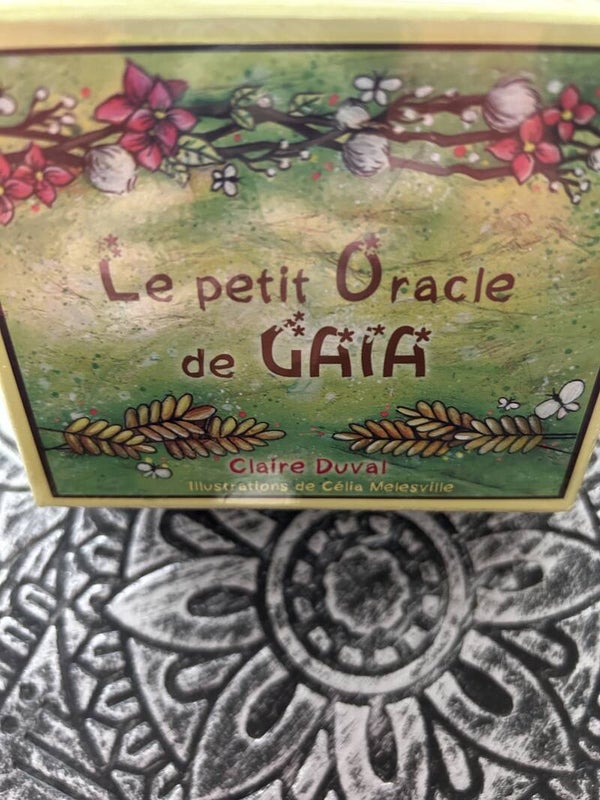 Le petit Oracle
de GAÏA
Claire Duval
Illustrations de Célia Melesville